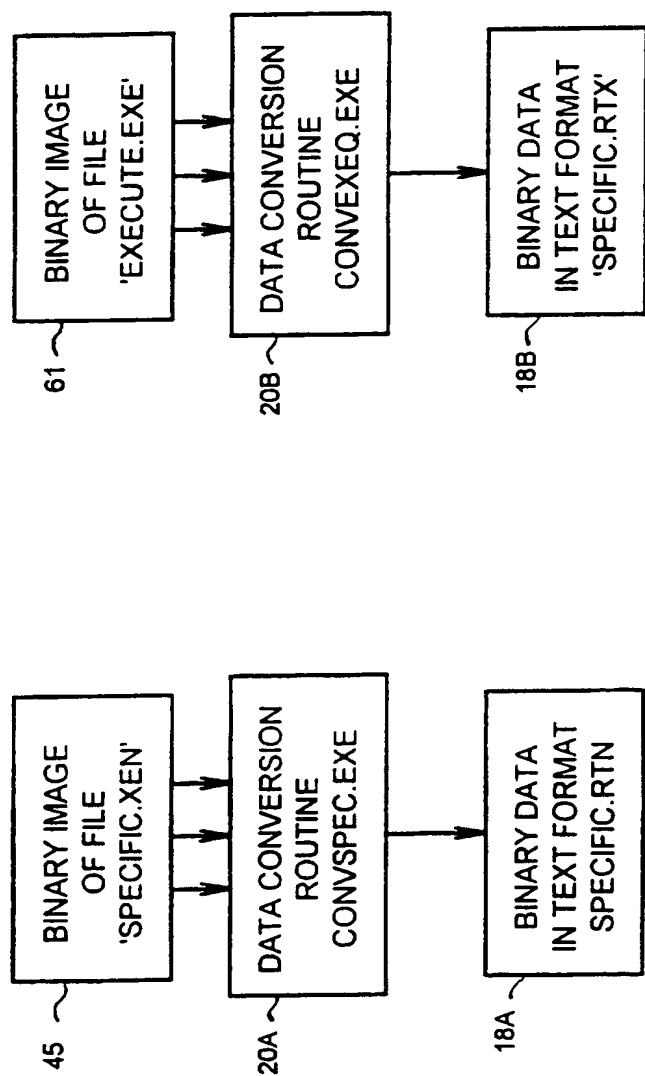 45
BINARY IMAGE
OF FILE
'SPECIFIC.XEN'
20A
DATA CONVERSION
ROUTINE
CONVSPEC.EXE
18A
BINARY DATA
IN TEXT FORMAT
SPECIFIC.RTN
61
BINARY IMAGE
OF FILE
'EXECUTE.EXE'
20B
DATA CONVERSION
ROUTINE
CONVEXEQ.EXE
18B
BINARY DATA
IN TEXT FORMAT
'SPECIFIC.RTX'